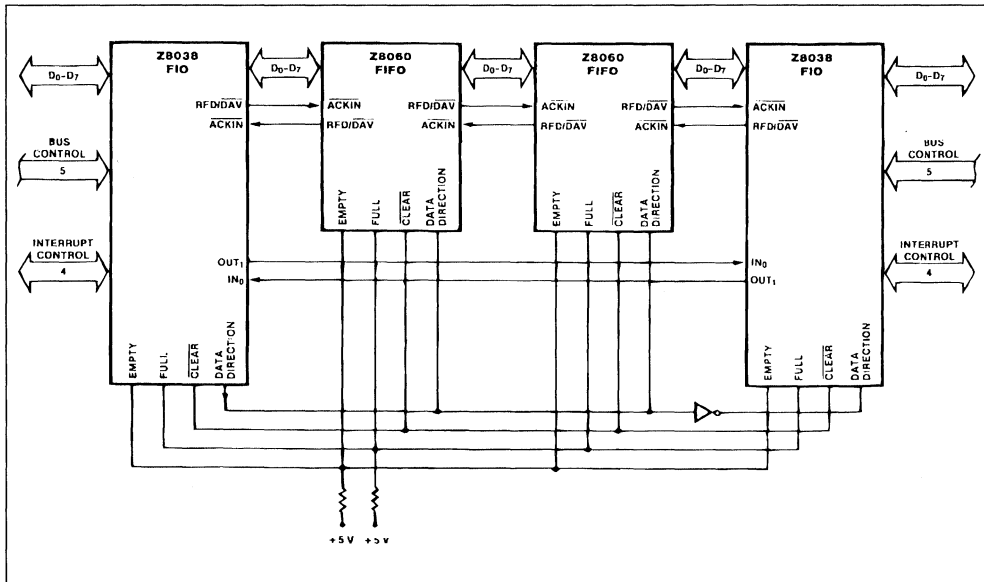 Z8038
FIO
Z8060
FIFO
Z8060
FIFO
Z8038
FIO
D0-D7
D0-D7
D0-D7
D0-D7
D0-D7
RFD/DAV
ACKIN
ACKIN
RFD/DAV
RFD/DAV
ACKIN
ACKIN
RFD/DAV
RFD/DAV
ACKIN
ACKIN
RFD/DAV
BUS
CONTROL
5
BUS
CONTROL
5
EMPTY
FULL
CLEAR
DATA
DIRECTION
EMPTY
FULL
CLEAR
DATA
DIRECTION
INTERRUPT
CONTROL
4
INTERRUPT
CONTROL
4
OUT1
IN0
IN0
OUT1
EMPTY
FULL
CLEAR
DATA
DIRECTION
EMPTY
FULL
CLEAR
DATA
DIRECTION
+5V
+5V